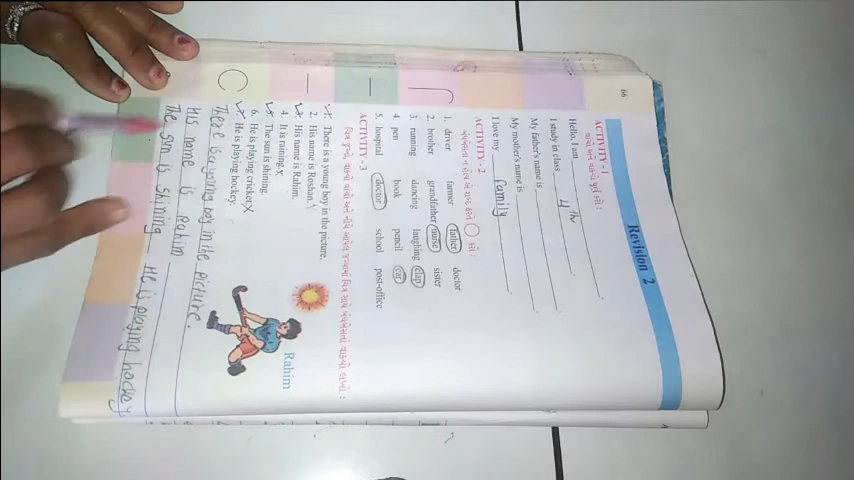 66
Revision 2
ACTIVITY - 1
Hello, I am
I study in class 4th
My father's name is
My mother's name is
I love my family
ACTIVITY - 2
1. driver farmer father doctor
2. brother grandfather nurse sister
3. running dancing laughing clap
4. pen book pencil car
5. hospital doctor school post-office
ACTIVITY - 3
1. There is a young boy in the picture.
2. His name is Roshan.
3. His name is Rahim.
4. It is raining. x
5. The sun is shining.
6. He is playing cricket. X
7. He is playing hockey.
Rahim
There is a young boy in the picture.
His name is Rahim
The sun is shining He is playing hockey